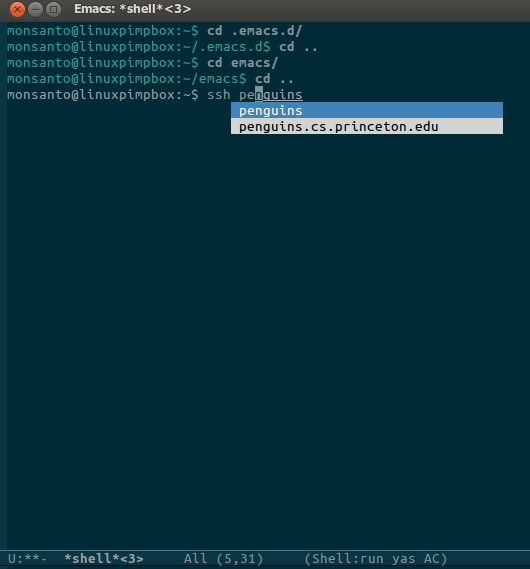 Emacs: *shell*<3>
monsanto@linuxpimpbox:~$ cd .emacs.d/
monsanto@linuxpimpbox:~/.emacs.d$ cd ..
monsanto@linuxpimpbox:~$ cd emacs/
monsanto@linuxpimpbox:~/emacs$ cd ..
monsanto@linuxpimpbox:~$ ssh penguins
penguins
penguins.cs.princeton.edu
U:**-  *shell*<3>     All (5,31)     (Shell:run yas AC)